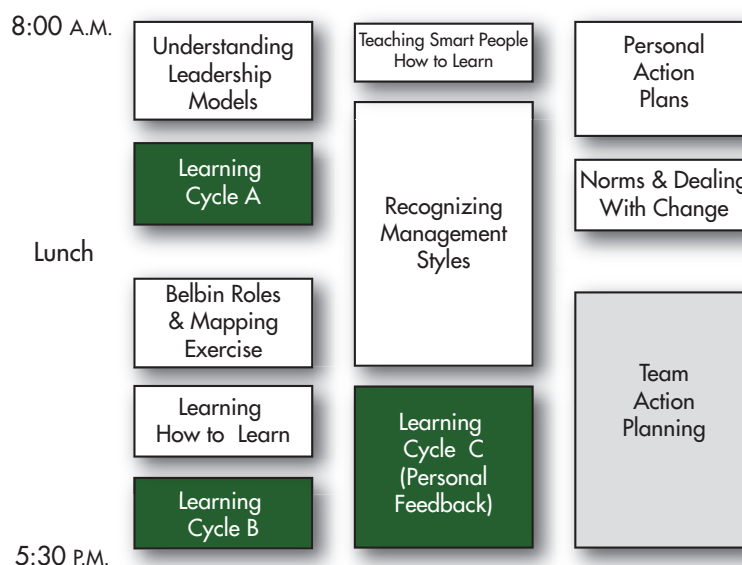 8:00 A.M.
Understanding
Leadership
Models
Learning
Cycle A
Lunch
Belbin Roles
& Mapping
Exercise
Learning
How to Learn
Learning
Cycle B
5:30 P.M.
Teaching Smart People
How to Learn
Recognizing
Management
Styles
Learning
Cycle C
(Personal
Feedback)
Personal
Action
Plans
Norms & Dealing
With Change
Team
Action
Planning